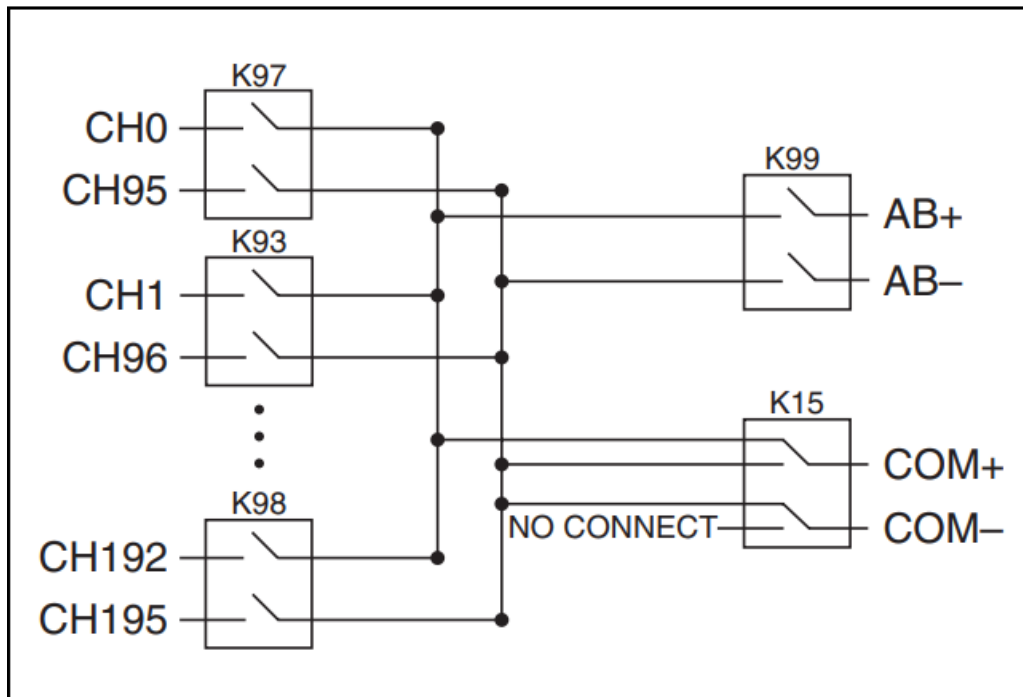 K97
CH0
CH95
K93
CH1
CH96
K98
CH192
CH195
K99
AB+
AB–
K15
COM+
NO CONNECT
COM–